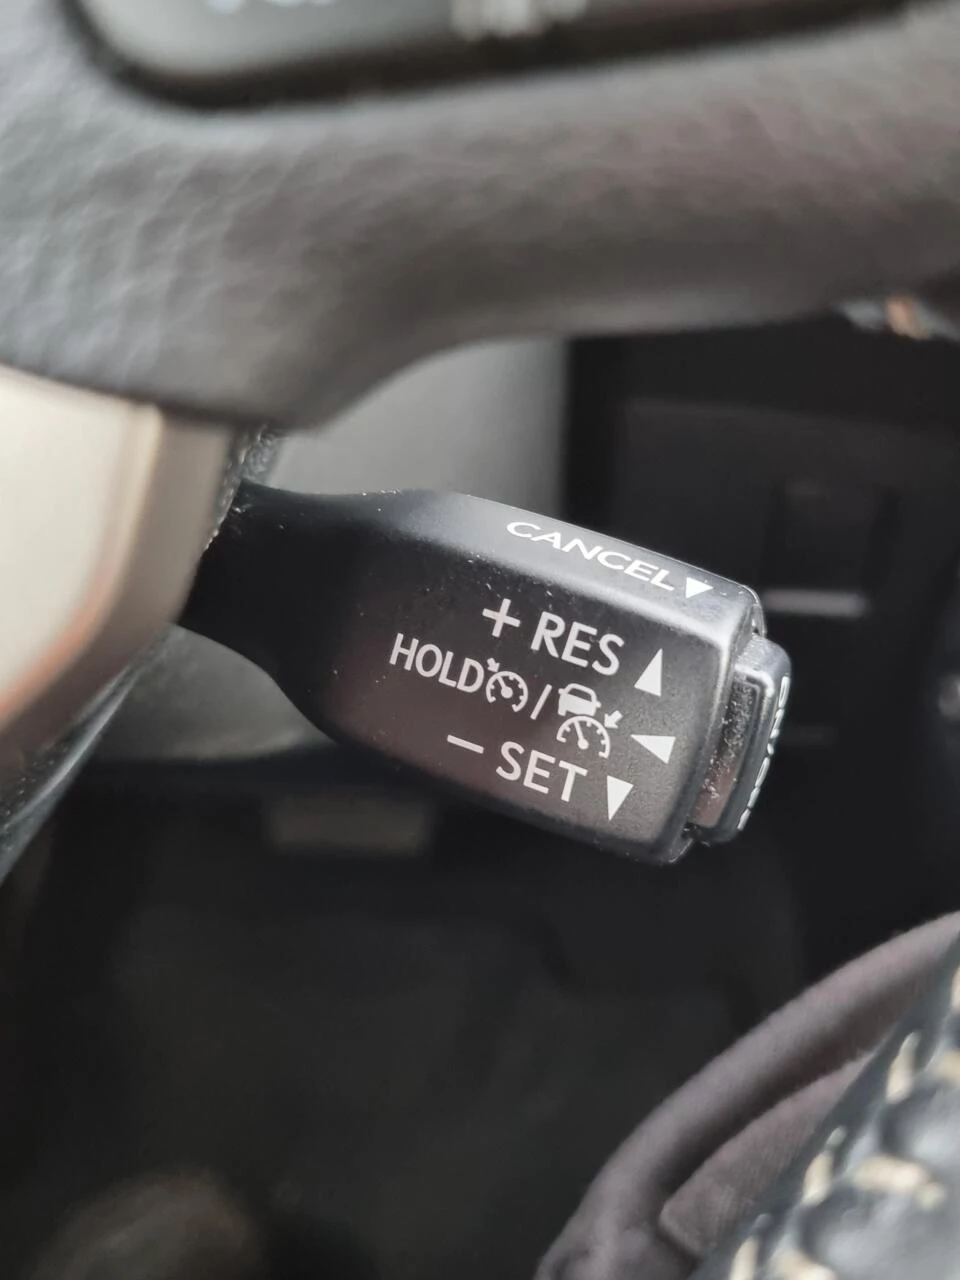 CANCEL▼
+ RES ▲
HOLD / ◀
– SET ▼